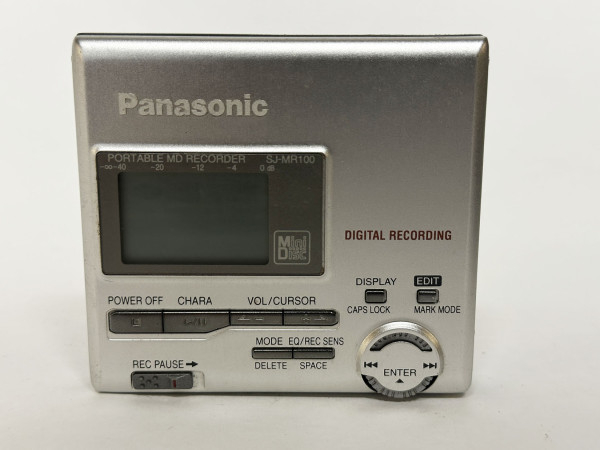 Panasonic
PORTABLE MD RECORDER SJ-MR100
-∞-40 -20 -12 -4 0 dB
Mini Disc
DIGITAL RECORDING
DISPLAY EDIT
CAPS LOCK MARK MODE
POWER OFF CHARA VOL/CURSOR
MODE EQ/REC SENS
DELETE SPACE
REC PAUSE ➞
ENTER